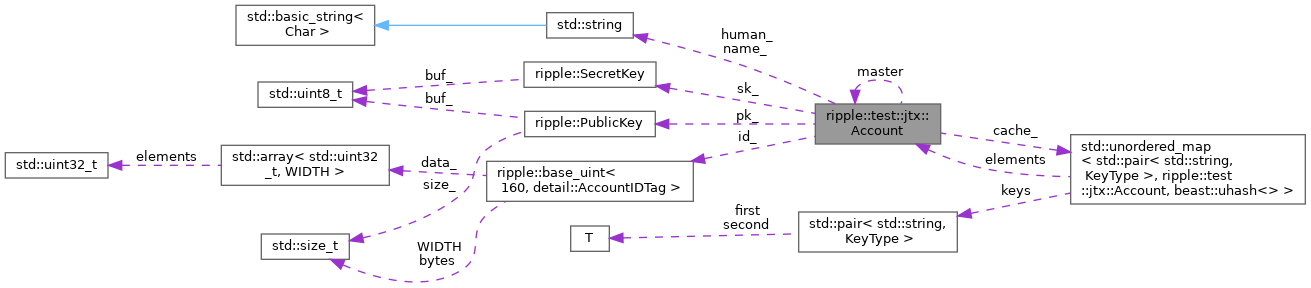 std::basic_string<
Char >
std::string
human_
name_
master
ripple::SecretKey
buf_
sk_
std::uint8_t
buf_
ripple::PublicKey
pk_
ripple::test::jtx::
Account
id_
cache_
std::unordered_map
< std::pair< std::string,
KeyType >, ripple::test
::jtx::Account, beast::uhash<> >
elements
keys
std::uint32_t
elements
std::array< std::uint32
_t, WIDTH >
data_
size_
ripple::base_uint<
160, detail::AccountIDTag >
std::size_t
WIDTH
bytes
T
first
second
std::pair< std::string,
KeyType >